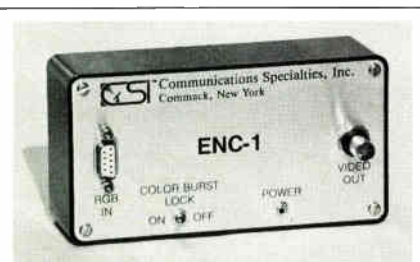 CSI Communications Specialties, Inc.
Commack, New York
ENC-1
RGB
IN
COLOR BURST
LOCK
ON OFF
POWER
VIDEO
OUT